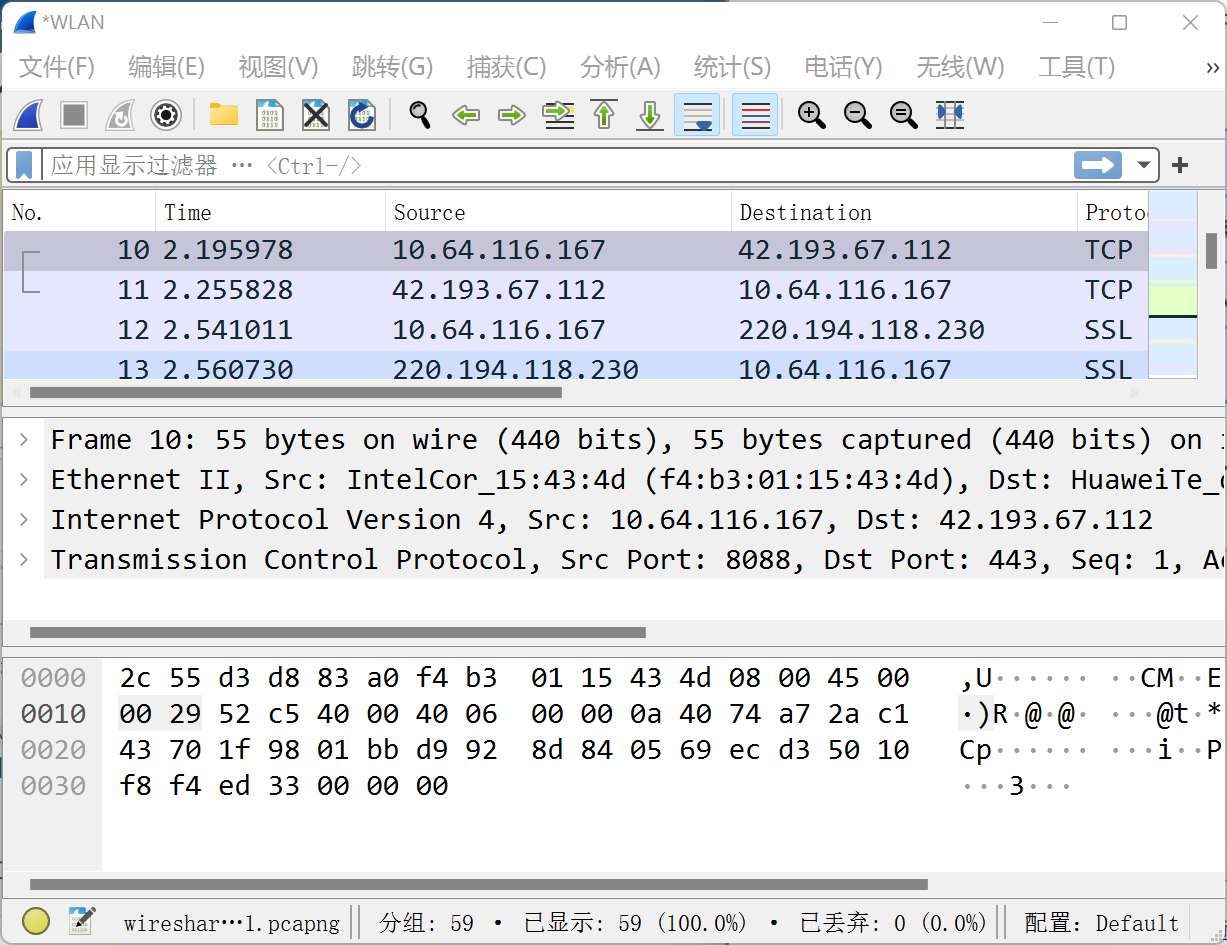 *WLAN
文件(F) 编辑(E) 视图(V) 跳转(G) 捕获(C) 分析(A) 统计(S) 电话(Y) 无线(W) 工具(T) »
应用显示过滤器 ⋯ <Ctrl-/>
No. Time Source Destination Proto
10 2.195978 10.64.116.167 42.193.67.112 TCP
11 2.255828 42.193.67.112 10.64.116.167 TCP
12 2.541011 10.64.116.167 220.194.118.230 SSL
13 2.560730 220.194.118.230 10.64.116.167 SSL
Frame 10: 55 bytes on wire (440 bits), 55 bytes captured (440 bits) on
Ethernet II, Src: IntelCor_15:43:4d (f4:b3:01:15:43:4d), Dst: HuaweiTe_
Internet Protocol Version 4, Src: 10.64.116.167, Dst: 42.193.67.112
Transmission Control Protocol, Src Port: 8088, Dst Port: 443, Seq: 1,
0000 2c 55 d3 d8 83 a0 f4 b3 01 15 43 4d 08 00 45 00 ,U······ ··CM··E
0010 00 29 52 c5 40 00 40 06 00 00 0a 40 74 a7 2a c1 ·)R·@·@· ···@t·*
0020 43 70 1f 98 01 bb d9 92 8d 84 05 69 ec d3 50 10 Cp······ ···i··P
0030 f8 f4 ed 33 00 00 00 ···3···
wireshar⋯1.pcapng 分组: 59 · 已显示: 59 (100.0%) · 已丢弃: 0 (0.0%) 配置: Default